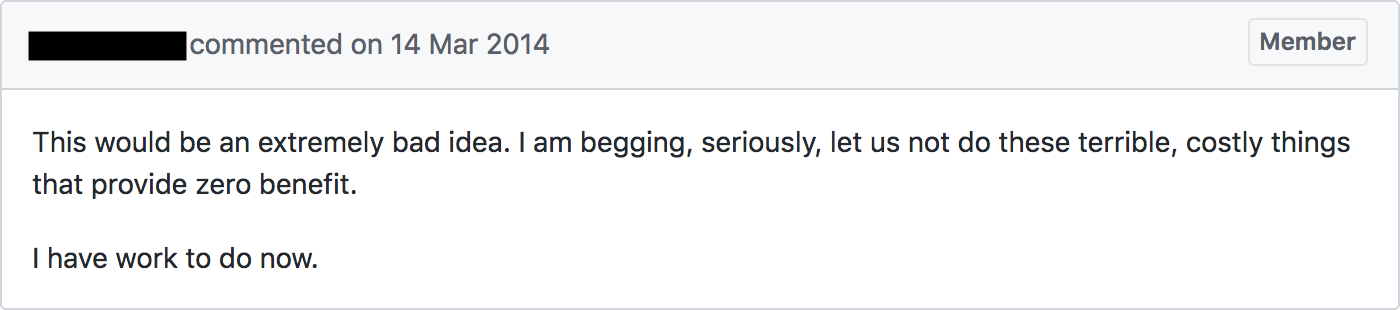 commented on 14 Mar 2014
Member
This would be an extremely bad idea. I am begging, seriously, let us not do these terrible, costly things
that provide zero benefit.
I have work to do now.